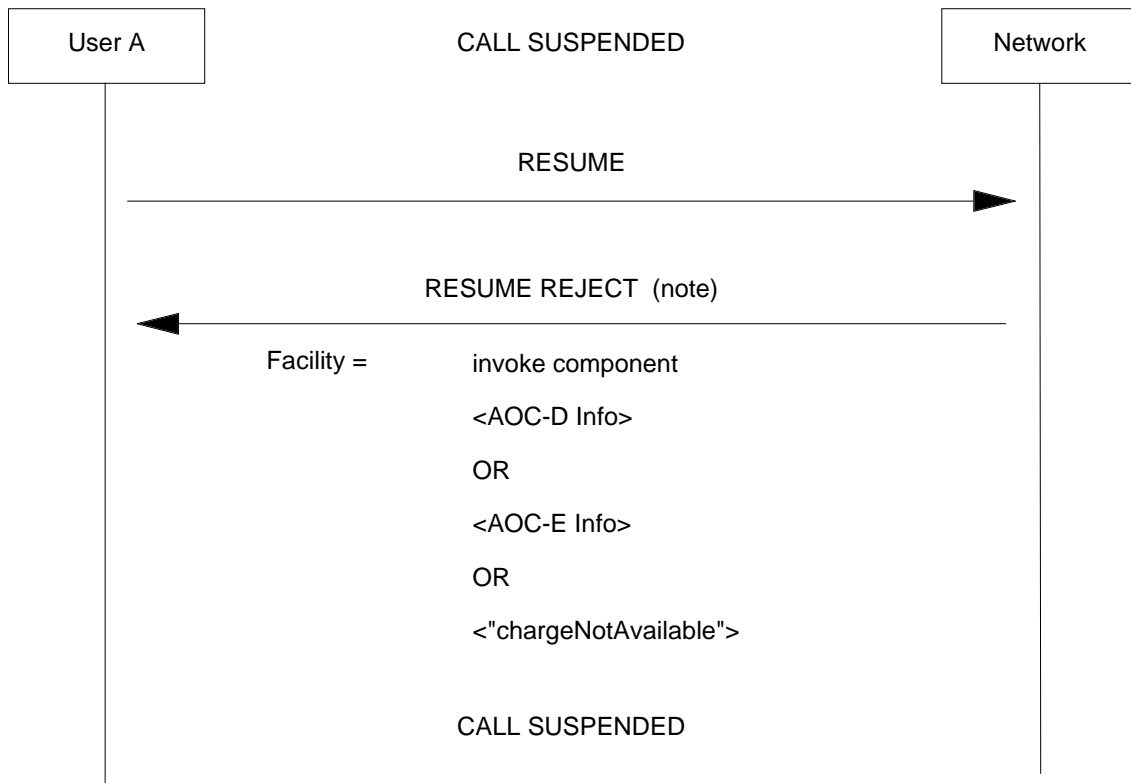 User A
CALL SUSPENDED
Network
RESUME
RESUME REJECT (note)
Facility =
invoke component
<AOC-D Info>
OR
<AOC-E Info>
OR
<"chargeNotAvailable">
CALL SUSPENDED